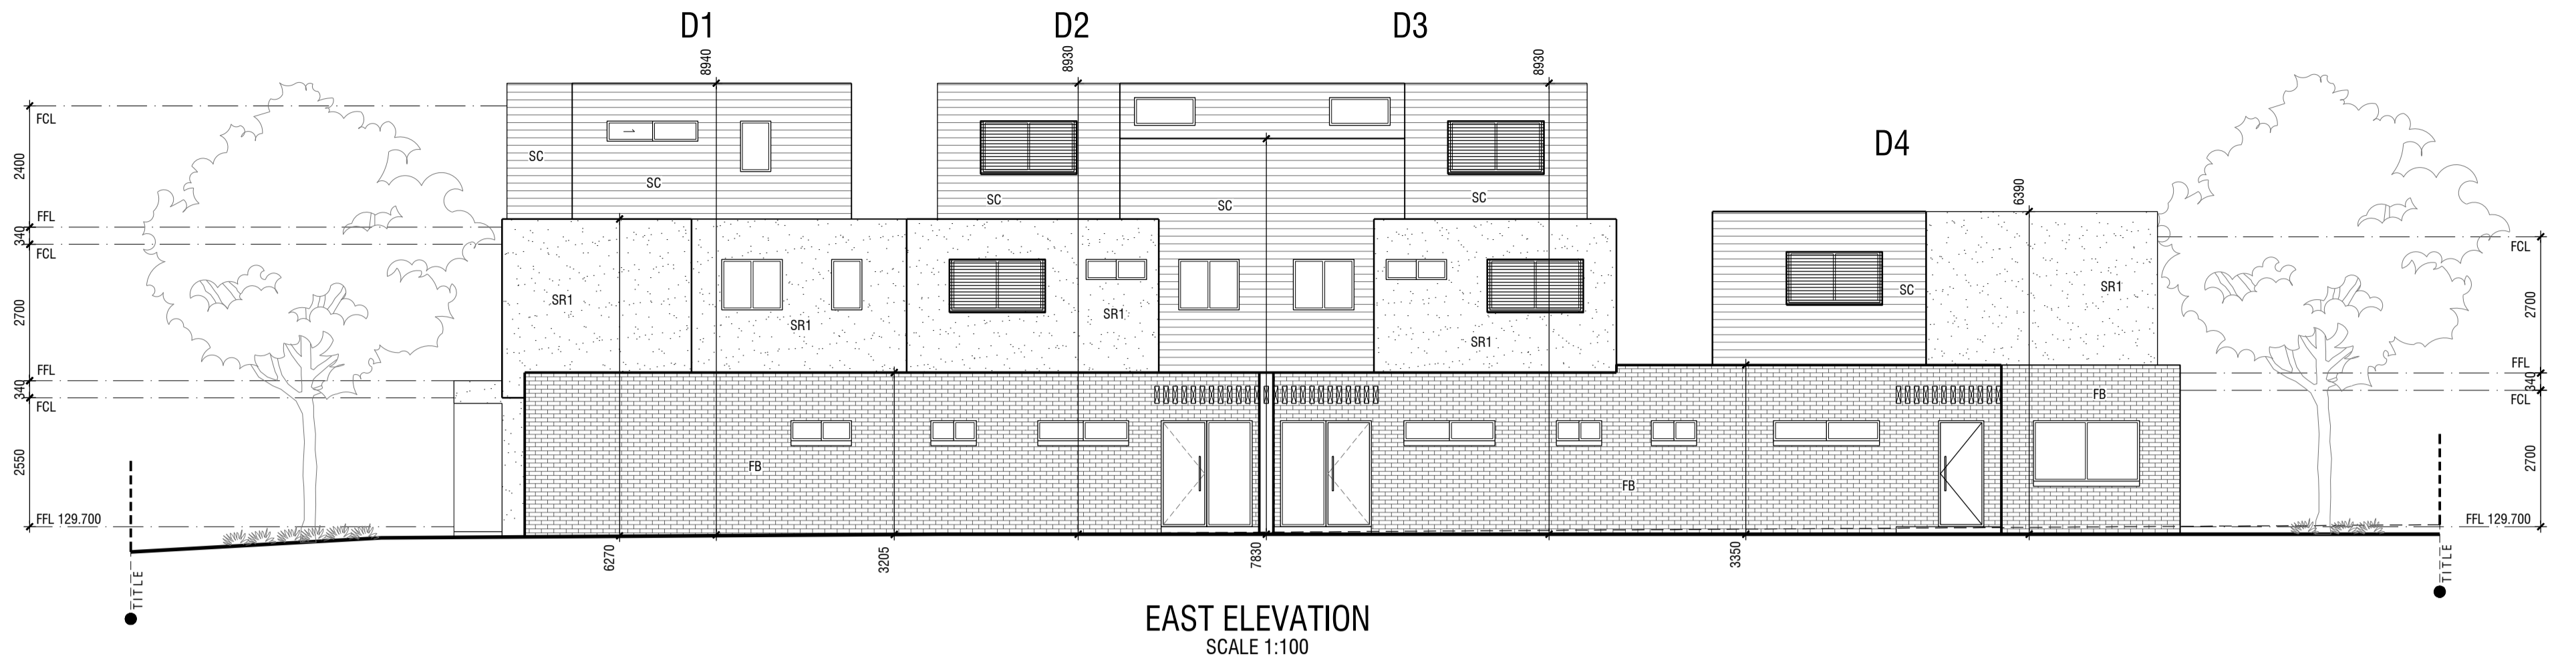 D1
D2
D3
D4
8940
8930
8930
6390
FCL
2400
FFL
340
FCL
2700
FFL
340
FCL
2550
FFL 129.700
SC
SC
SC
SC
SC
SC
SR1
SR1
SR1
SR1
SR1
FB
FB
FB
FCL
2700
FFL
340
FCL
2700
FFL 129.700
6270
3205
7830
3350
TITLE
TITLE
EAST ELEVATION
SCALE 1:100